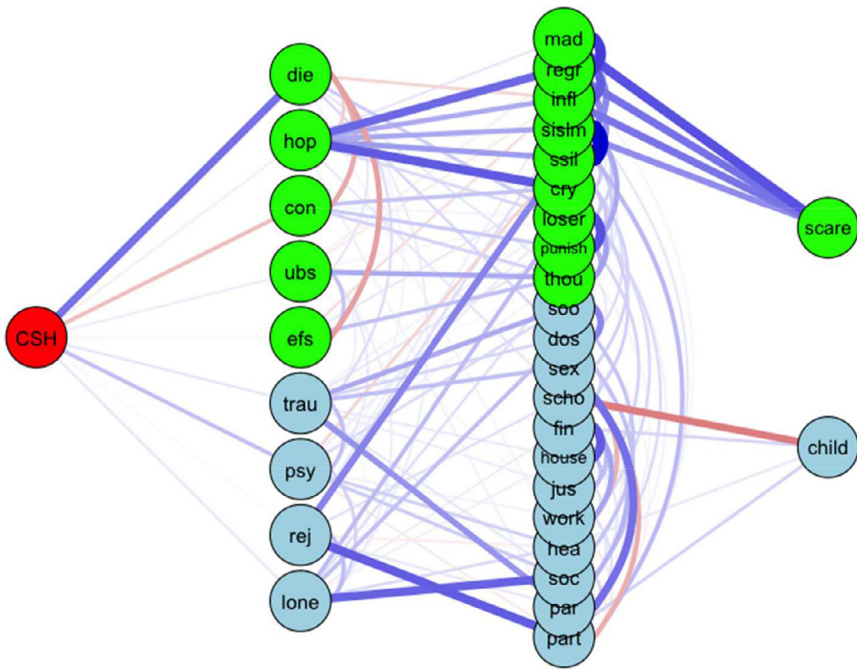 CSH
die
hop
con
ubs
efs
trau
psy
rej
lone
mad
regr
infl
sislm
ssil
cry
loser
punish
thou
soo
dos
sex
scho
fin
house
jus
work
hea
soc
par
part
scare
child